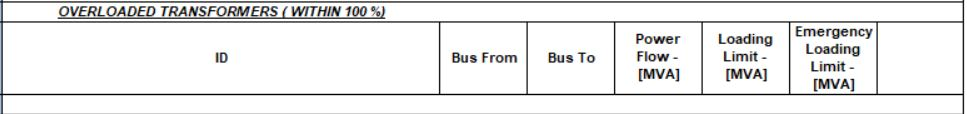 OVERLOADED TRANSFORMERS ( WITHIN 100 %)
ID
Bus From
Bus To
Power
Flow -
[MVA]
Loading
Limit -
[MVA]
Emergency
Loading
Limit -
[MVA]